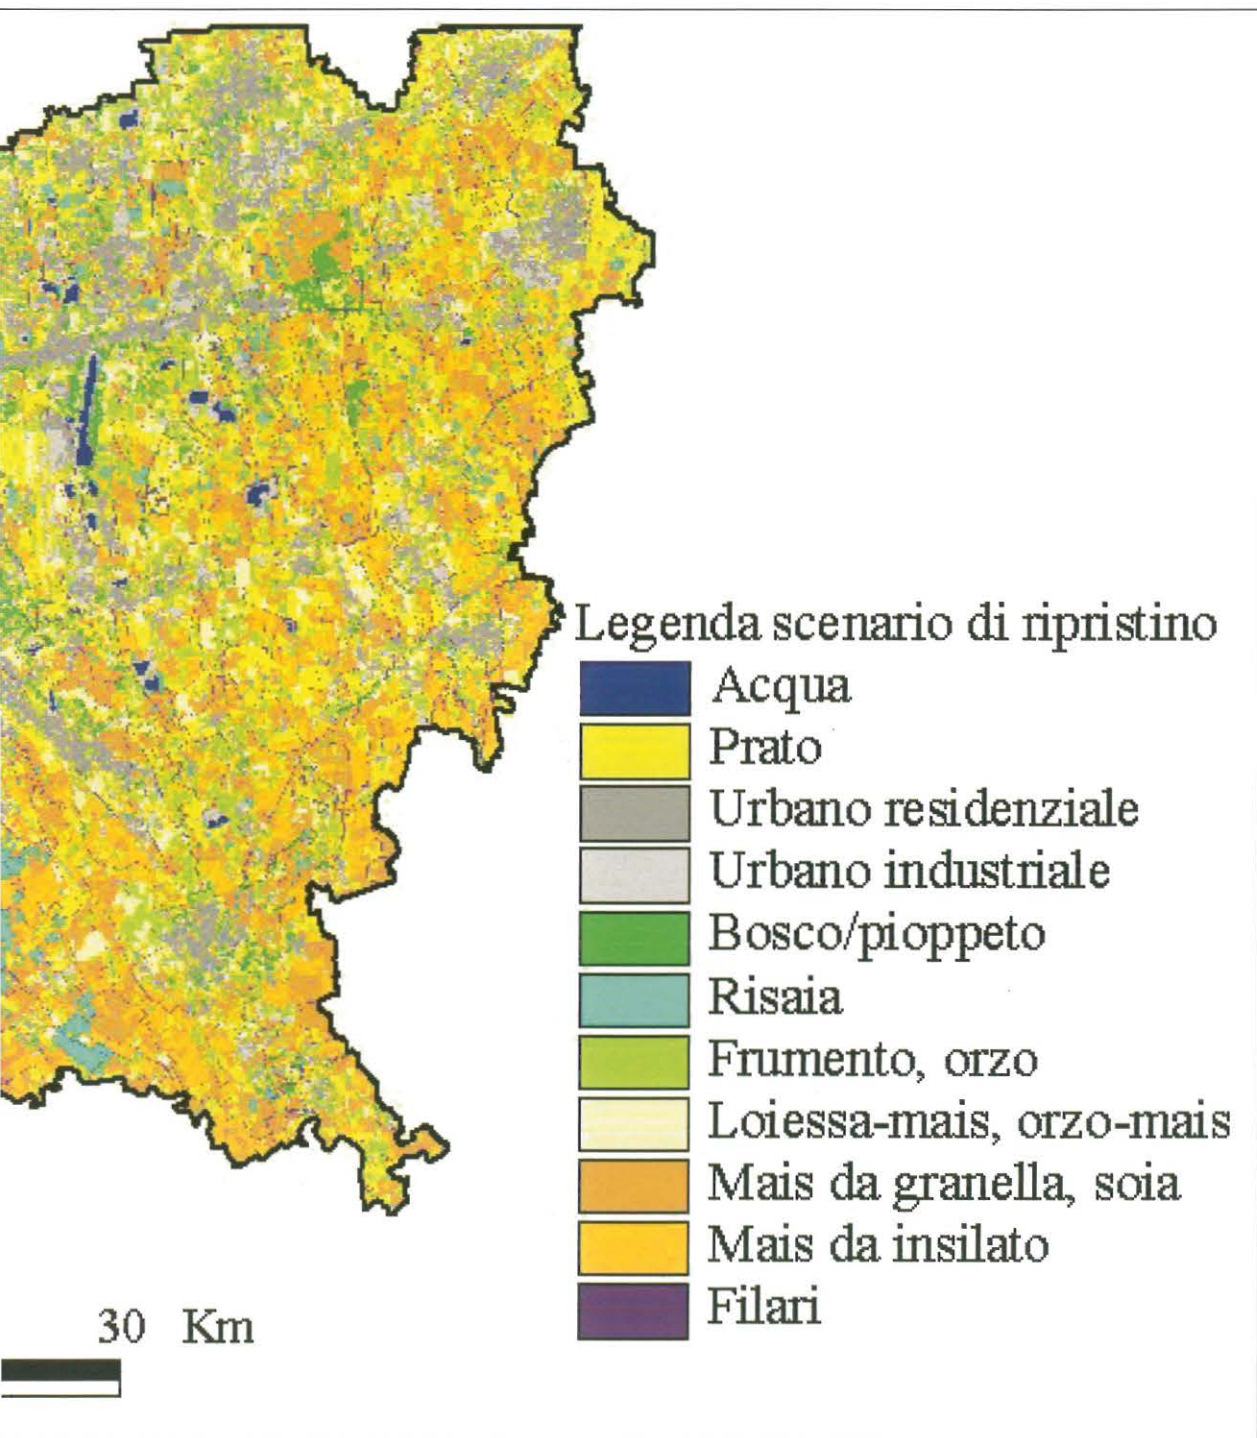 Legenda scenario di ripristino
Acqua
Prato
Urbano residenziale
Urbano industriale
Bosco/pioppeto
Risaia
Frumento, orzo
Loiessa-mais, orzo-mais
Mais da granella, soia
Mais da insilato
Filari
30 Km